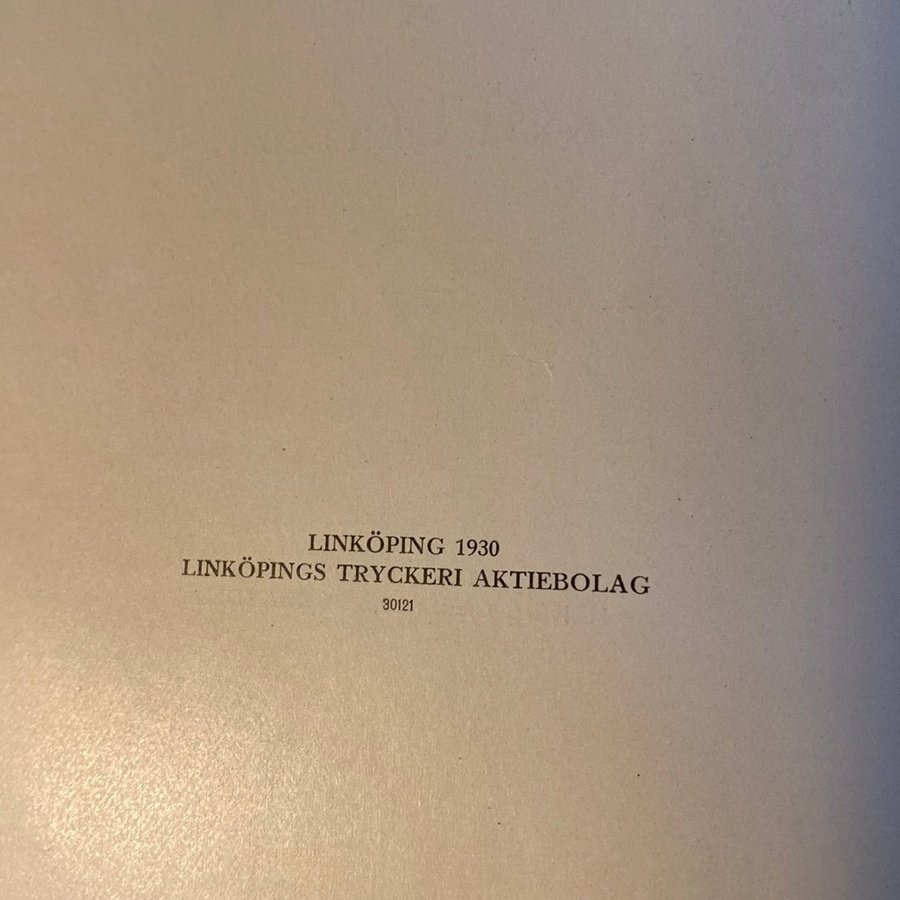 LINKÖPING 1930
LINKÖPINGS TRYCKERI AKTIEBOLAG
30121